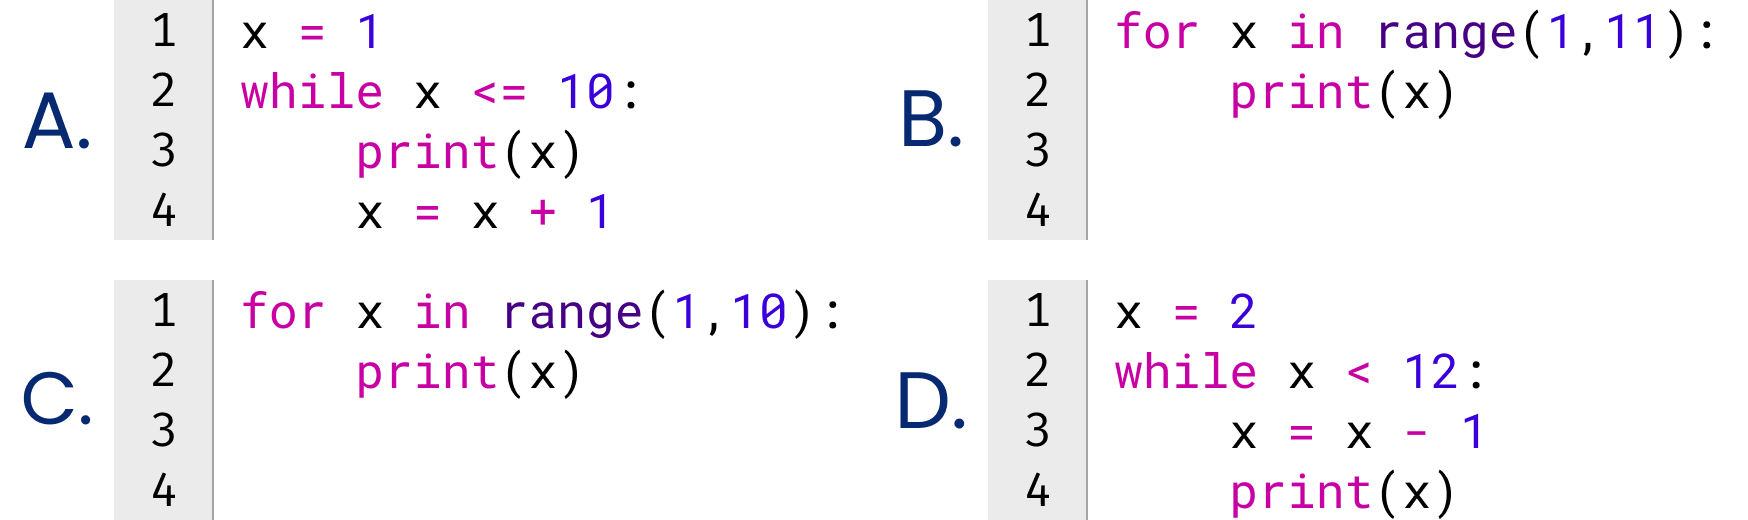 A.
1 x = 1
2 while x <= 10:
3     print(x)
4     x = x + 1
B.
1 for x in range(1,11):
2     print(x)
3
4
C.
1 for x in range(1,10):
2     print(x)
3
4
D.
1 x = 2
2 while x < 12:
3     x = x - 1
4     print(x)